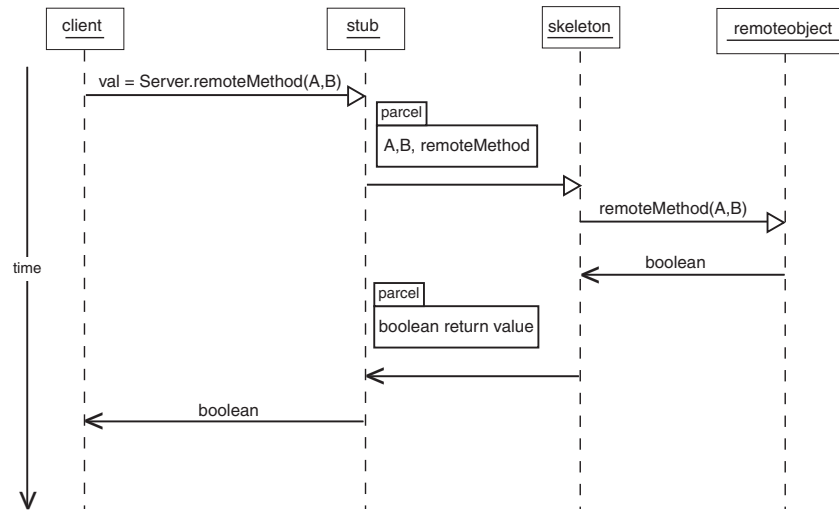 client
stub
skeleton
remoteobject
val = Server.remoteMethod(A,B)
parcel
A,B, remoteMethod
remoteMethod(A,B)
time
boolean
parcel
boolean return value
boolean